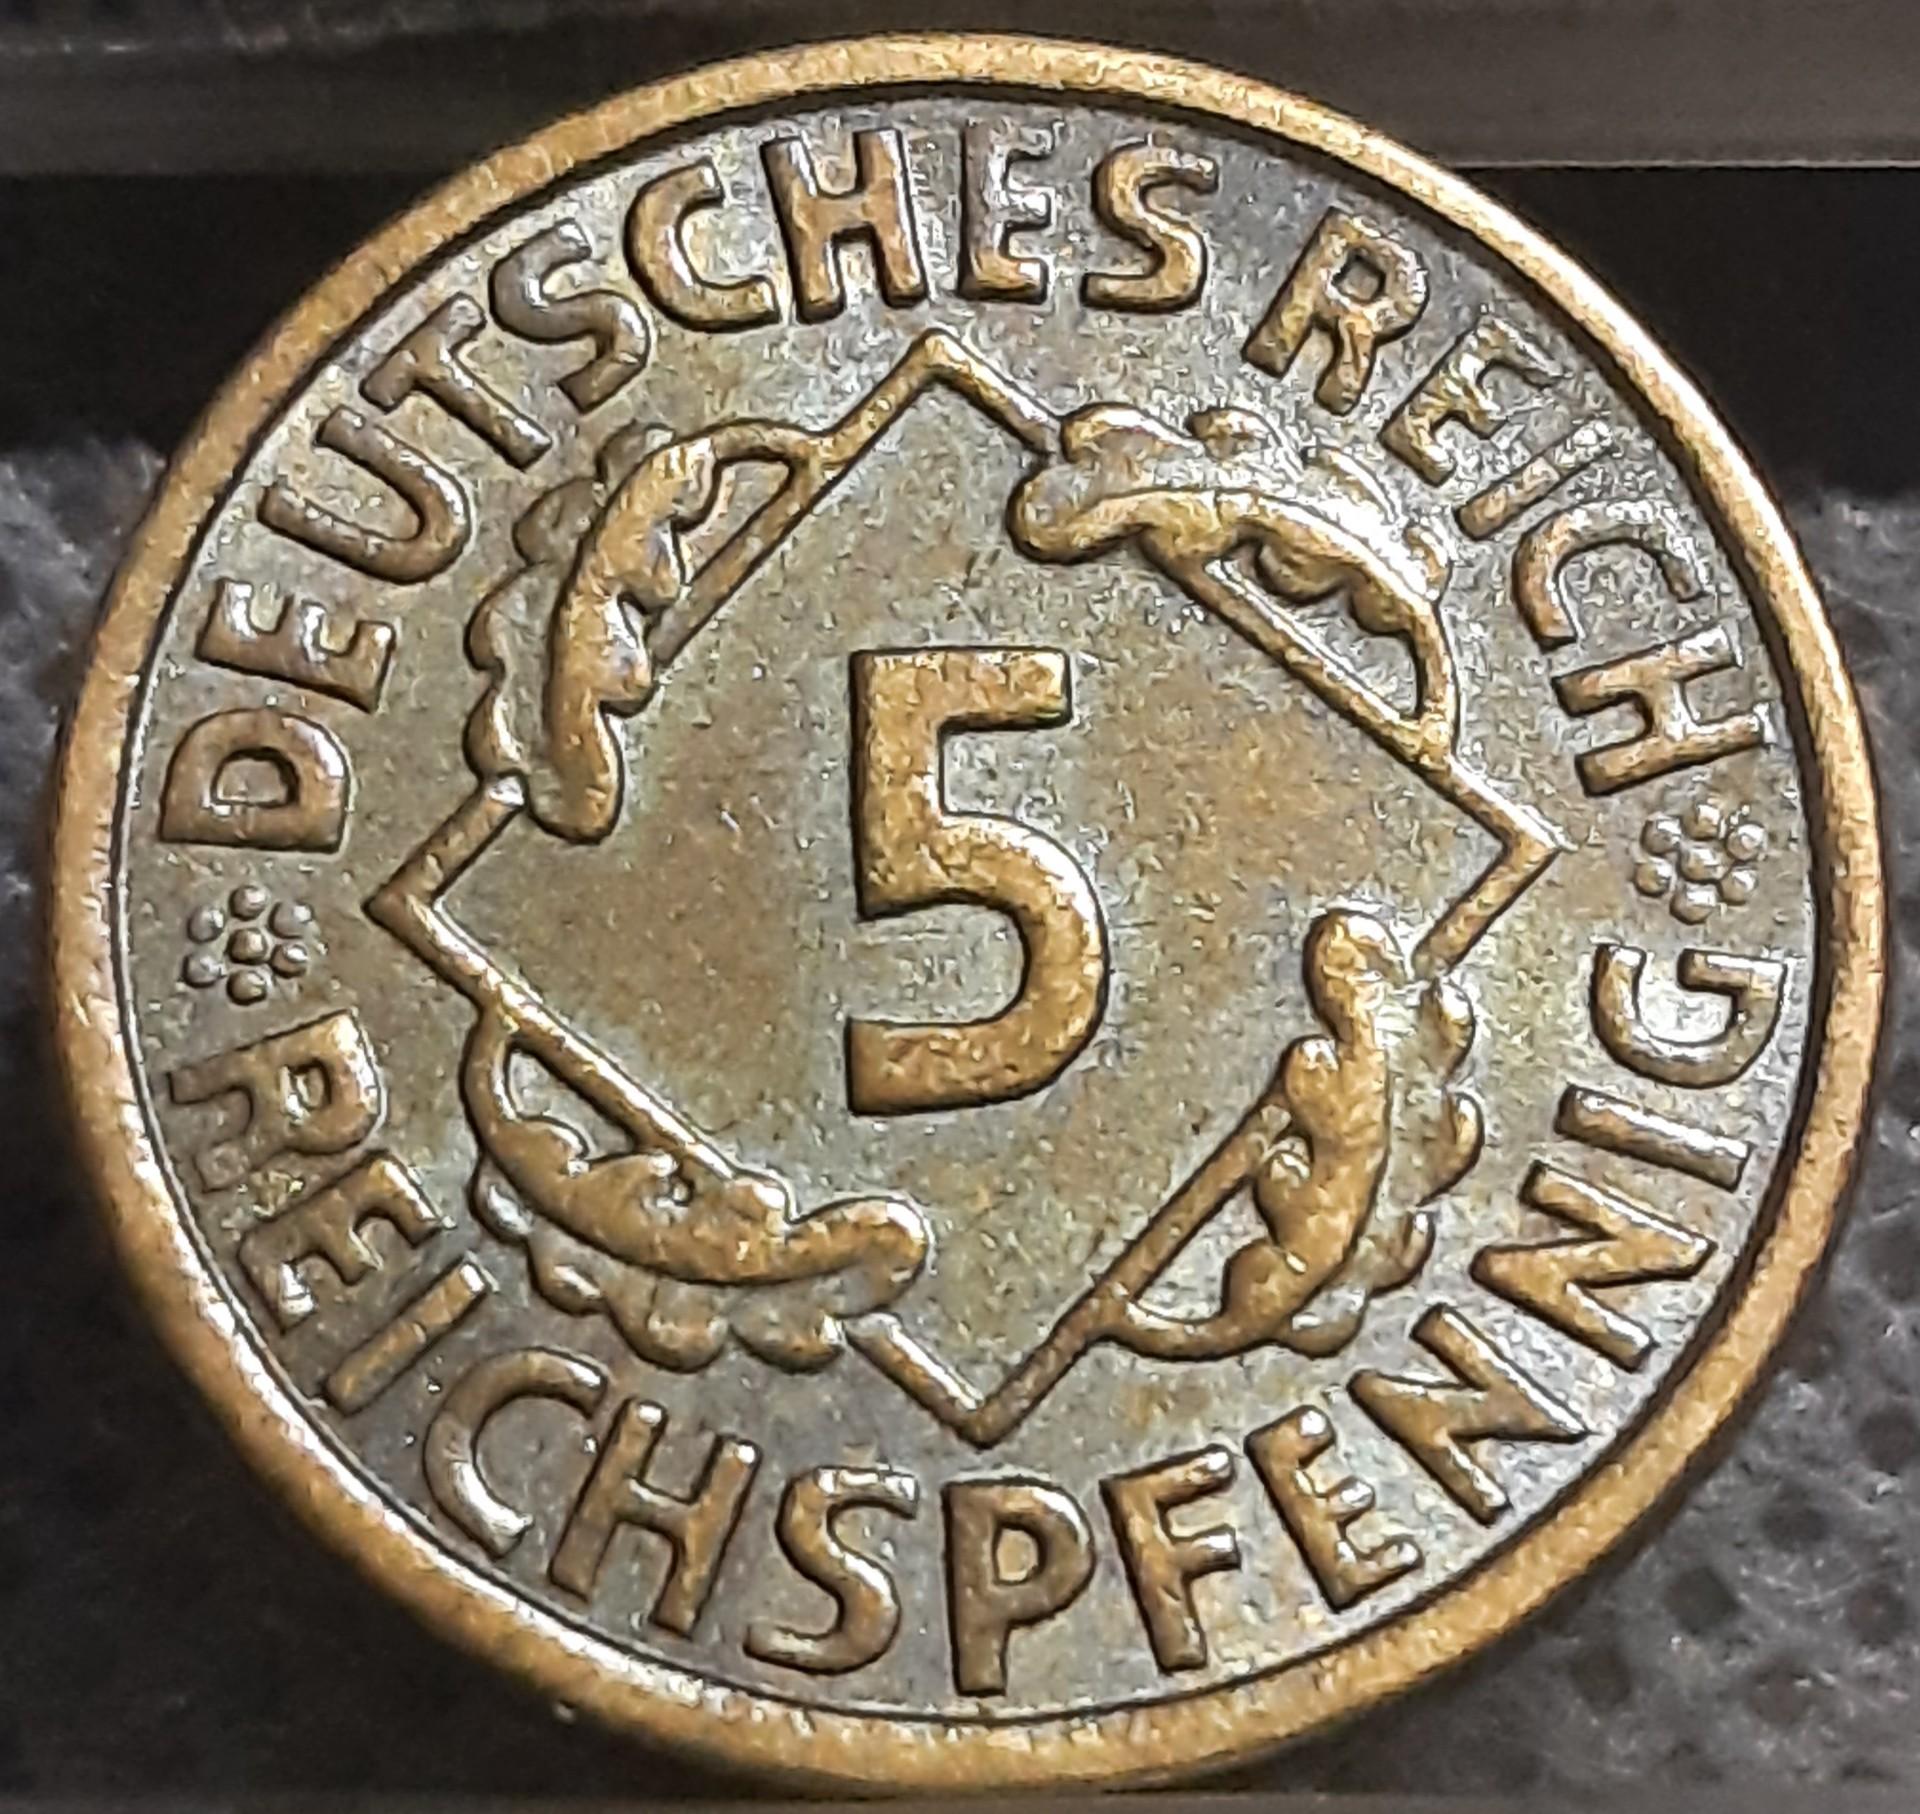 DEUTSCHES REICH
5
REICHSPFENNIG